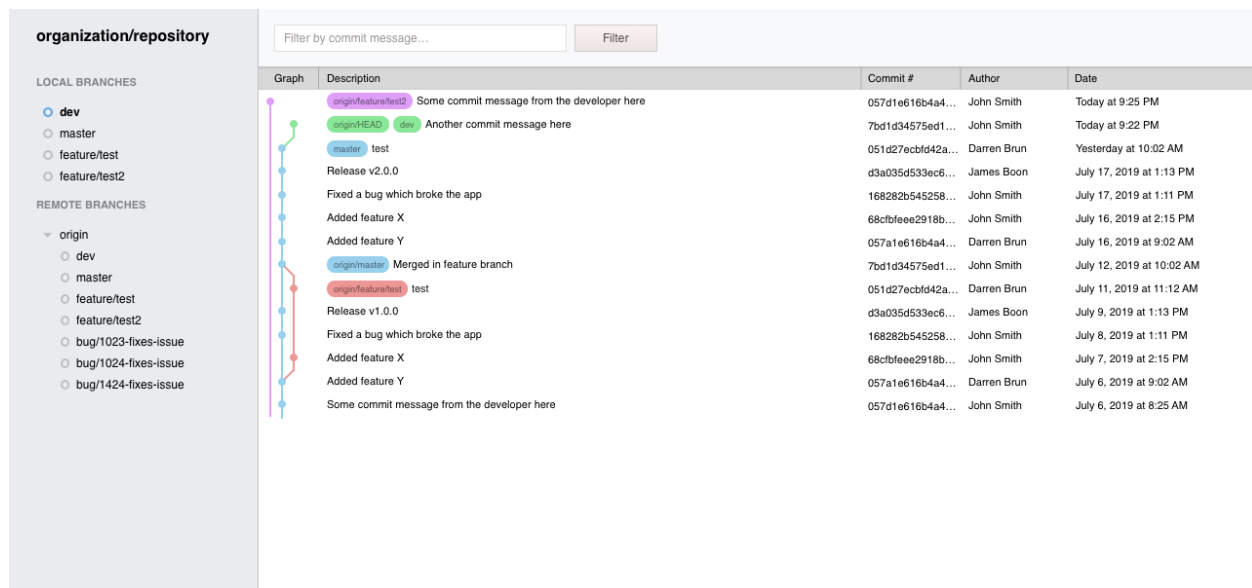 organization/repository
LOCAL BRANCHES
dev
master
feature/test
feature/test2
REMOTE BRANCHES
origin
dev
master
feature/test
feature/test2
bug/1023-fixes-issue
bug/1024-fixes-issue
bug/1424-fixes-issue
Filter by commit message… Filter
Graph Description Commit # Author Date
origin/feature/test2 Some commit message from the developer here 057d1e616b4a4… John Smith Today at 9:25 PM
origin/HEAD dev Another commit message here 7bd1d34575ed1… John Smith Today at 9:22 PM
master test 051d27ecbfd42a… Darren Brun Yesterday at 10:02 AM
Release v2.0.0 d3a035d533ec6… James Boon July 17, 2019 at 1:13 PM
Fixed a bug which broke the app 168282b545258… John Smith July 17, 2019 at 1:11 PM
Added feature X 68cfbfeee2918b… John Smith July 16, 2019 at 2:15 PM
Added feature Y 057a1e616b4a4… Darren Brun July 16, 2019 at 9:02 AM
origin/master Merged in feature branch 7bd1d34575ed1… John Smith July 12, 2019 at 10:02 AM
origin/feature/test test 051d27ecbfd42a… Darren Brun July 11, 2019 at 11:12 AM
Release v1.0.0 d3a035d533ec6… James Boon July 9, 2019 at 1:13 PM
Fixed a bug which broke the app 168282b545258… John Smith July 8, 2019 at 1:11 PM
Added feature X 68cfbfeee2918b… John Smith July 7, 2019 at 2:15 PM
Added feature Y 057a1e616b4a4… Darren Brun July 6, 2019 at 9:02 AM
Some commit message from the developer here 057d1e616b4a4… John Smith July 6, 2019 at 8:25 AM